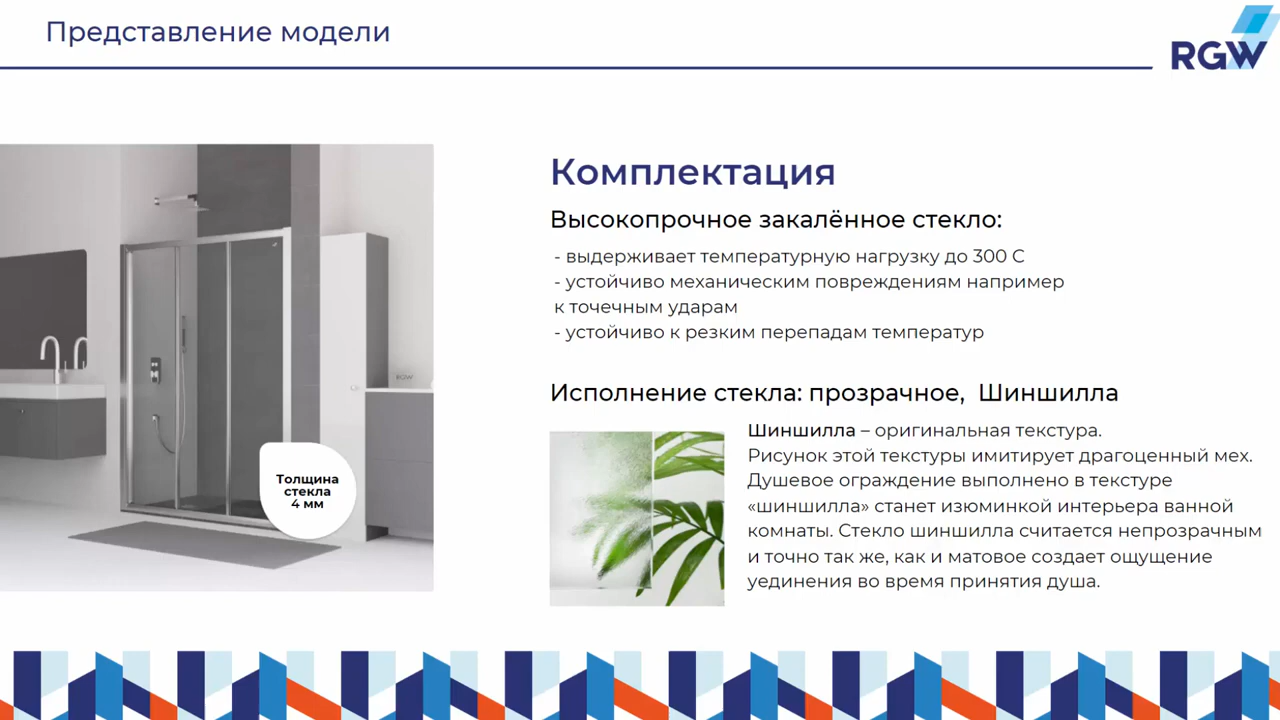 Представление модели
RGW
Комплектация
Высокопрочное закалённое стекло:
- выдерживает температурную нагрузку до 300 С
- устойчиво механическим повреждениям например
к точечным ударам
- устойчиво к резким перепадам температур
RGW
Толщина
стекла
4 мм
Исполнение стекла: прозрачное, Шиншилла
Шиншилла – оригинальная текстура.
Рисунок этой текстуры имитирует драгоценный мех.
Душевое ограждение выполнено в текстуре
«шиншилла» станет изюминкой интерьера ванной
комнаты. Стекло шиншилла считается непрозрачным
и точно так же, как и матовое создает ощущение
уединения во время принятия душа.